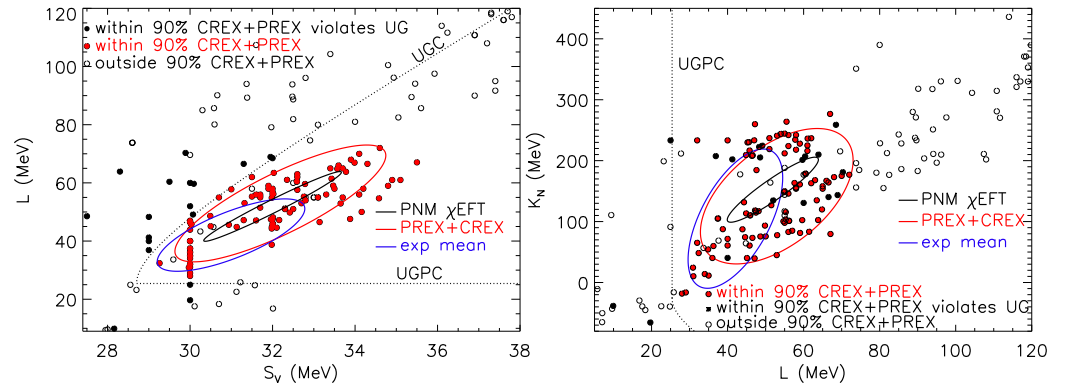 within 90% CREX+PREX violates UG
within 90% CREX+PREX
outside 90% CREX+PREX
UGC
PNM χEFT
PREX+CREX
exp mean
UGPC
120
100
80
60
40
20
L (MeV)
28
30
32
34
36
38
S_V (MeV)
UGPC
PNM χEFT
PREX+CREX
exp mean
within 90% CREX+PREX
within 90% CREX+PREX violates UG
outside 90% CREX+PREX
400
300
200
100
0
K_N (MeV)
20
40
60
80
100
120
L (MeV)